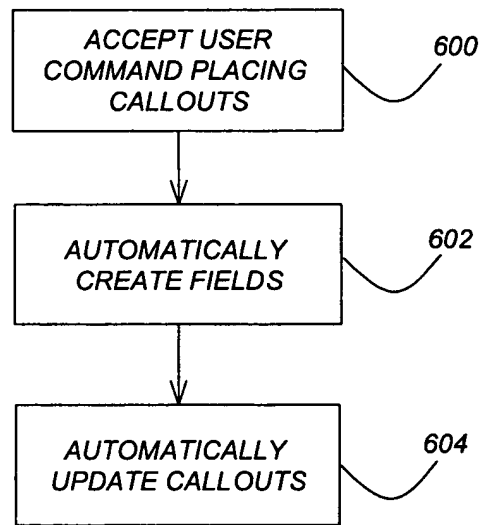 ACCEPT USER
COMMAND PLACING
CALLOUTS
600
AUTOMATICALLY
CREATE FIELDS
602
AUTOMATICALLY
UPDATE CALLOUTS
604